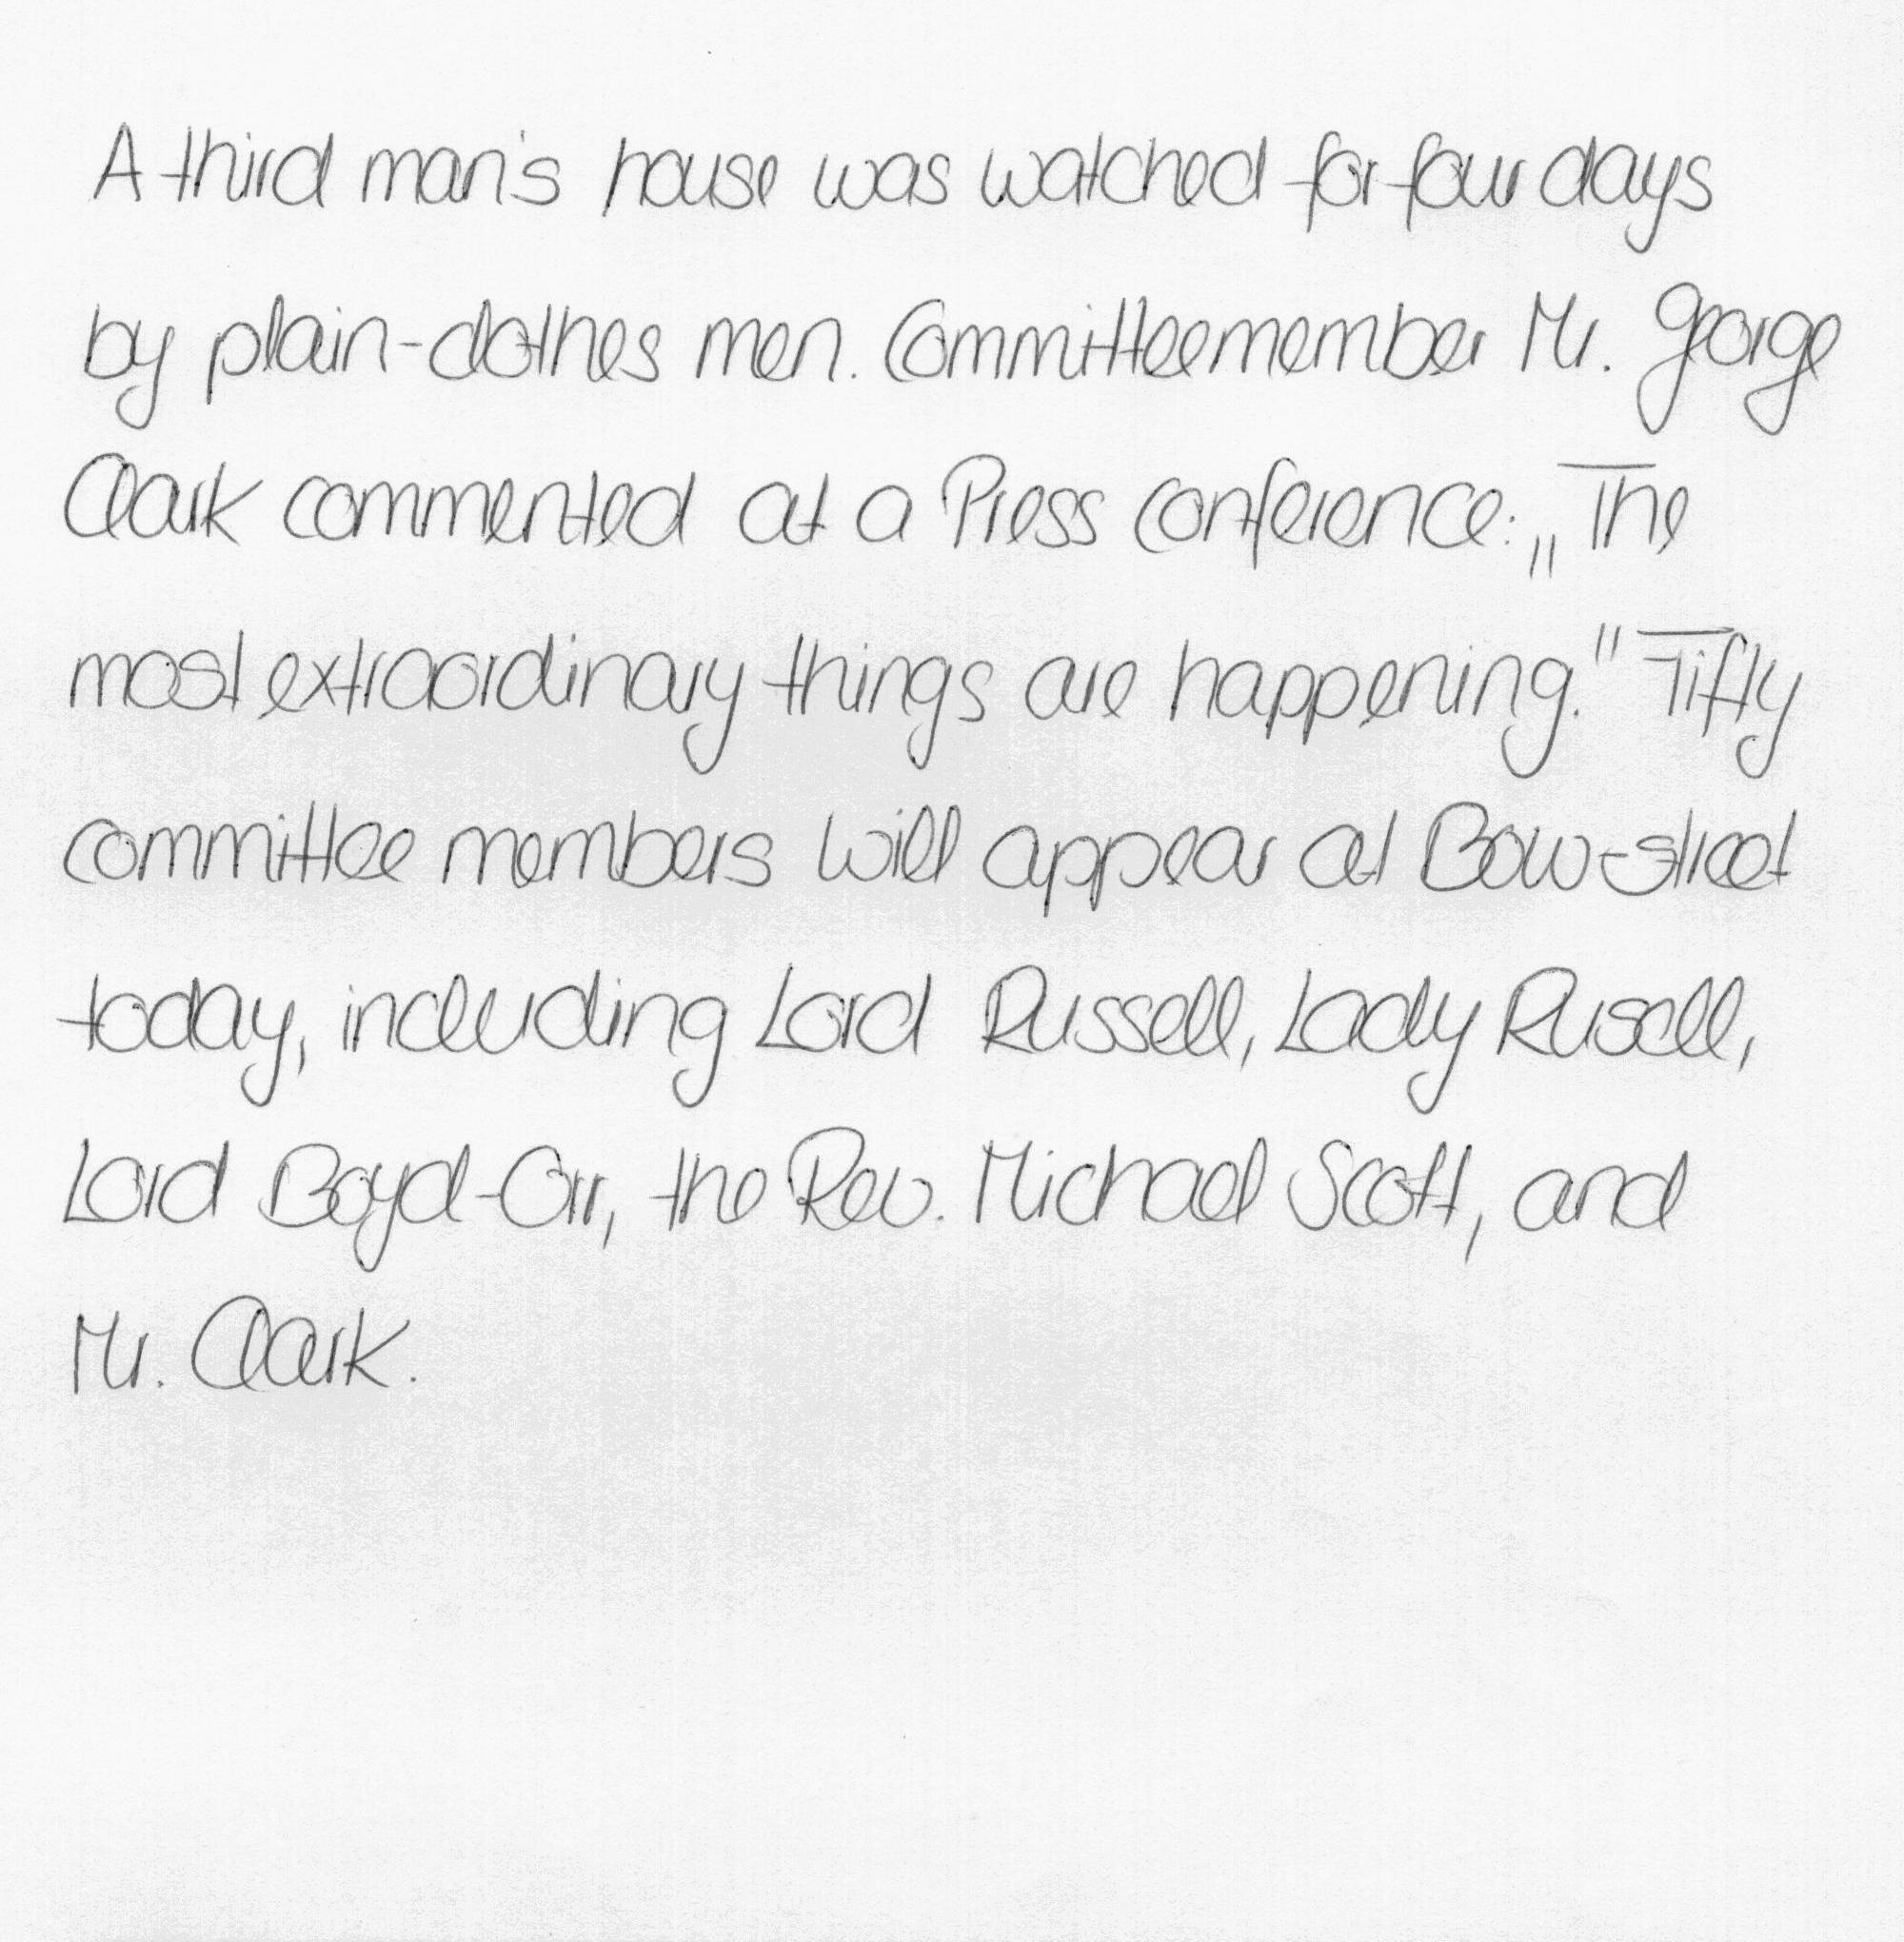 A third man's house was watched for four days
by plain-clothes men. Committeemember Mr. George
Clark commented at a Press conference: „The
most extraordinary things are happening." Fifty
committee members will appear at Bow-street
today, including Lord Russell, Lady Rusell,
Lord Boyd-Orr, the Rev. Michael Scott, and
Mr. Clark.